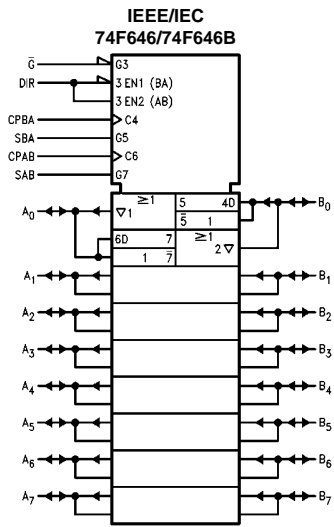 IEEE/IEC
74F646/74F646B
G̅ G3
DIR 3 EN1 (BA)
3 EN2 (AB)
CPBA C4
SBA G5
CPAB C6
SAB G7
A₀ ▽1 ≥1 5 4D B₀
5̅ 1
6D 7 ≥1
1 7̅ 2▽
A₁ B₁
A₂ B₂
A₃ B₃
A₄ B₄
A₅ B₅
A₆ B₆
A₇ B₇